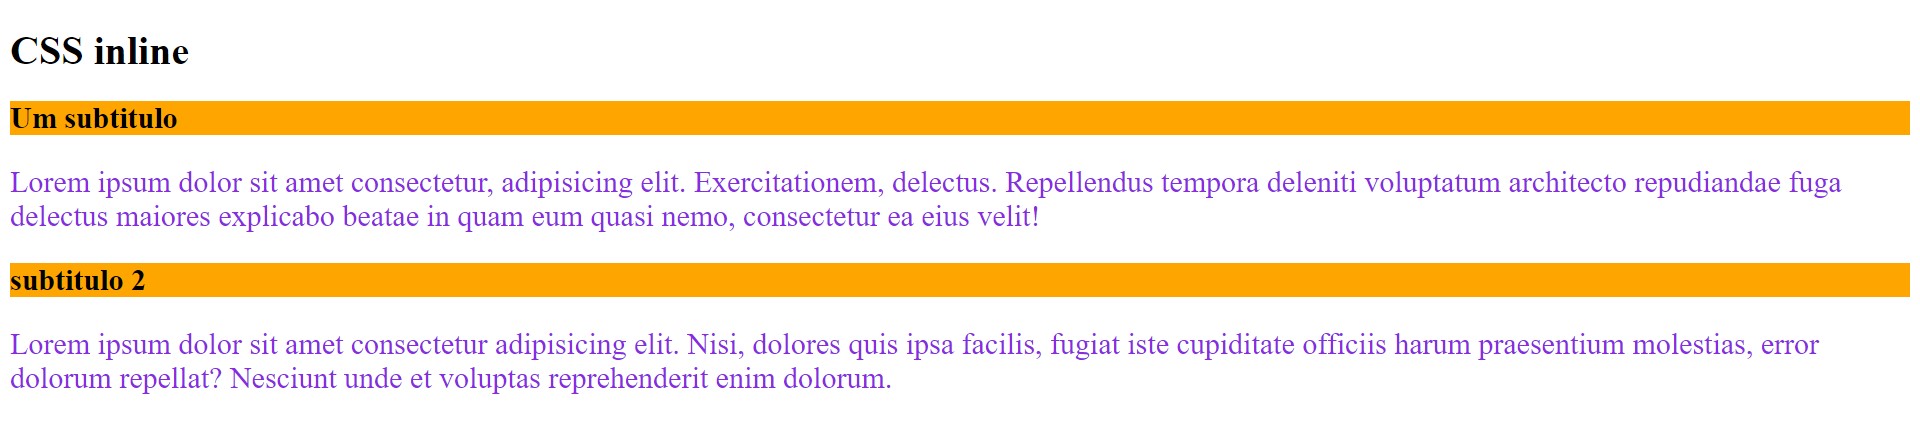 CSS inline
Um subtitulo
Lorem ipsum dolor sit amet consectetur, adipisicing elit. Exercitationem, delectus. Repellendus tempora deleniti voluptatum architecto repudiandae fuga
delectus maiores explicabo beatae in quam eum quasi nemo, consectetur ea eius velit!
subtitulo 2
Lorem ipsum dolor sit amet consectetur adipisicing elit. Nisi, dolores quis ipsa facilis, fugiat iste cupiditate officiis harum praesentium molestias, error
dolorum repellat? Nesciunt unde et voluptas reprehenderit enim dolorum.